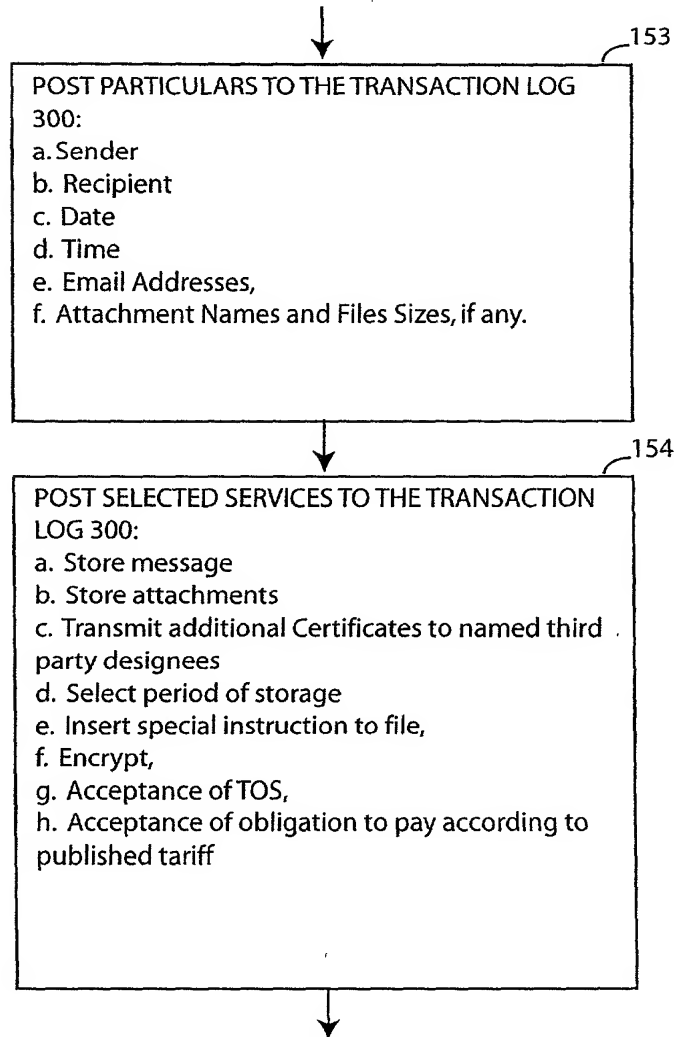 153
POST PARTICULARS TO THE TRANSACTION LOG
300:
a. Sender
b. Recipient
c. Date
d. Time
e. Email Addresses,
f. Attachment Names and Files Sizes, if any.
154
POST SELECTED SERVICES TO THE TRANSACTION
LOG 300:
a. Store message
b. Store attachments
c. Transmit additional Certificates to named third
party designees
d. Select period of storage
e. Insert special instruction to file,
f. Encrypt,
g. Acceptance of TOS,
h. Acceptance of obligation to pay according to
published tariff